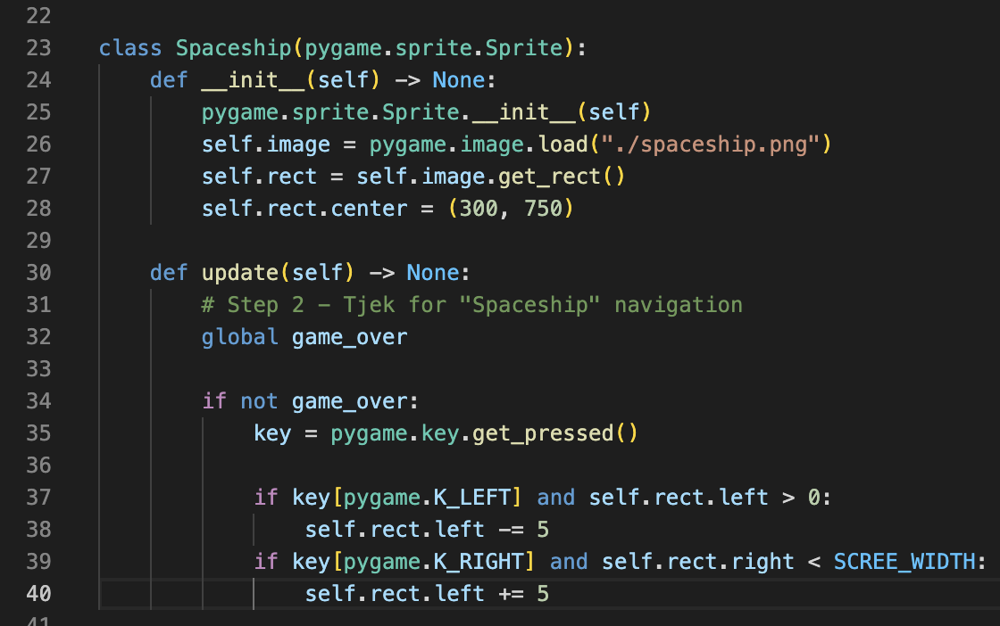 22
23 class Spaceship(pygame.sprite.Sprite):
24     def __init__(self) -> None:
25         pygame.sprite.Sprite.__init__(self)
26         self.image = pygame.image.load("./spaceship.png")
27         self.rect = self.image.get_rect()
28         self.rect.center = (300, 750)
29
30     def update(self) -> None:
31         # Step 2 - Tjek for "Spaceship" navigation
32         global game_over
33
34         if not game_over:
35             key = pygame.key.get_pressed()
36
37             if key[pygame.K_LEFT] and self.rect.left > 0:
38                 self.rect.left -= 5
39             if key[pygame.K_RIGHT] and self.rect.right < SCREE_WIDTH:
40                 self.rect.left += 5
41